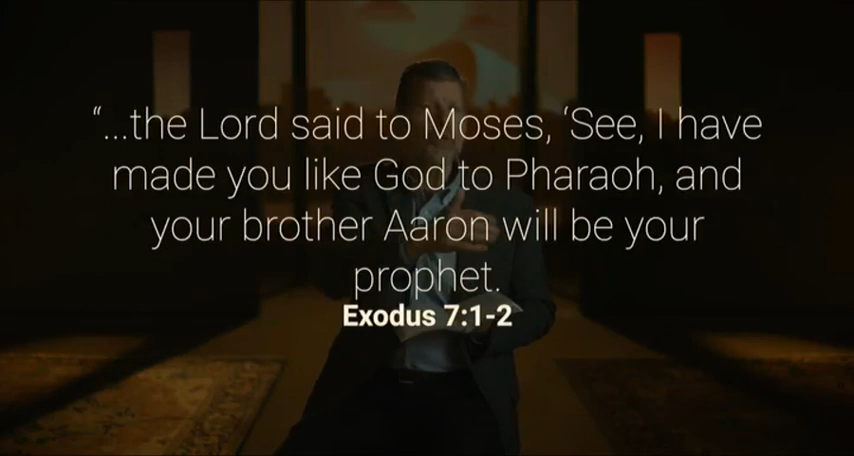 “...the Lord said to Moses, ‘See, I have
made you like God to Pharaoh, and
your brother Aaron will be your
prophet.
Exodus 7:1-2